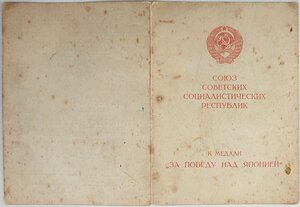 СОЮЗ
СОВЕТСКИХ
СОЦИАЛИСТИЧЕСКИХ
РЕСПУБЛИК
К МЕДАЛИ
"ЗА ПОБЕДУ НАД ЯПОНИЕЙ"